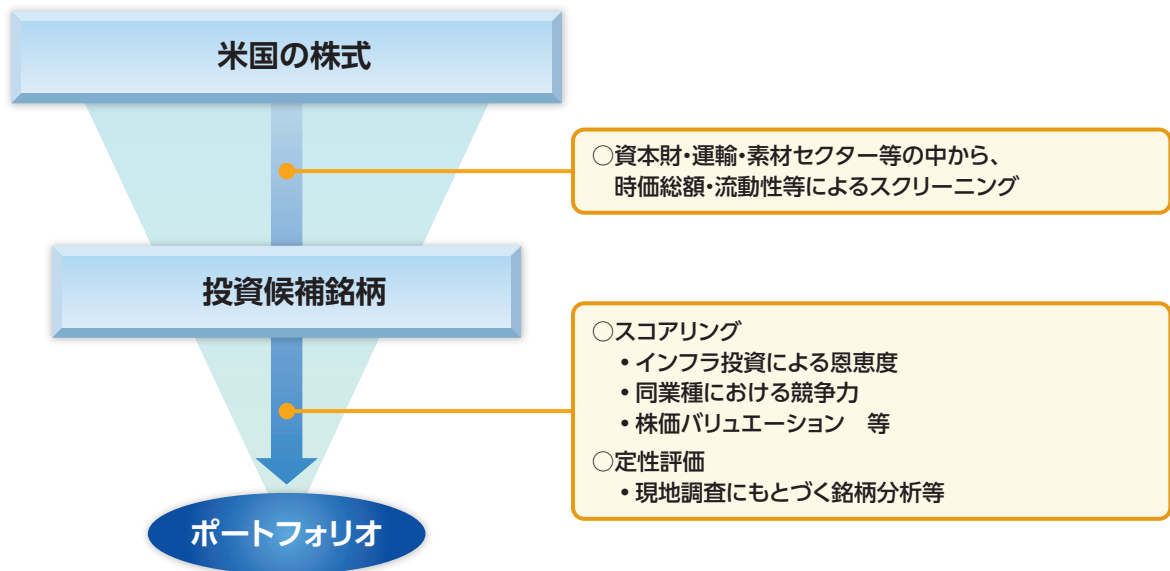 米国の株式
○資本財・運輸・素材セクター等の中から、
時価総額・流動性等によるスクリーニング
投資候補銘柄
○スコアリング
• インフラ投資による恩恵度
• 同業種における競争力
• 株価バリュエーション　等
○定性評価
• 現地調査にもとづく銘柄分析等
ポートフォリオ